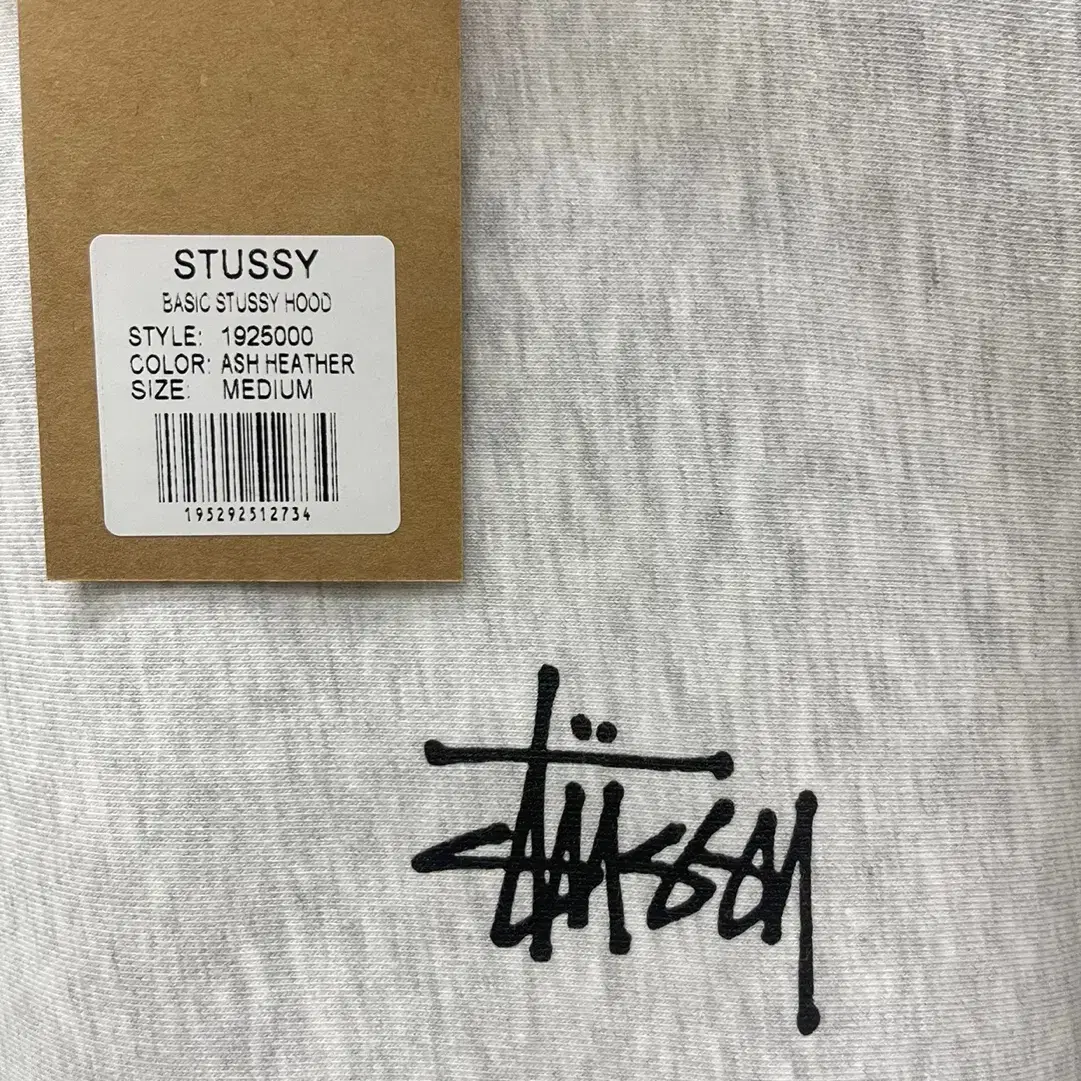 STUSSY
BASIC STUSSY HOOD
STYLE: 1925000
COLOR: ASH HEATHER
SIZE: MEDIUM
195292512734
Stüssy